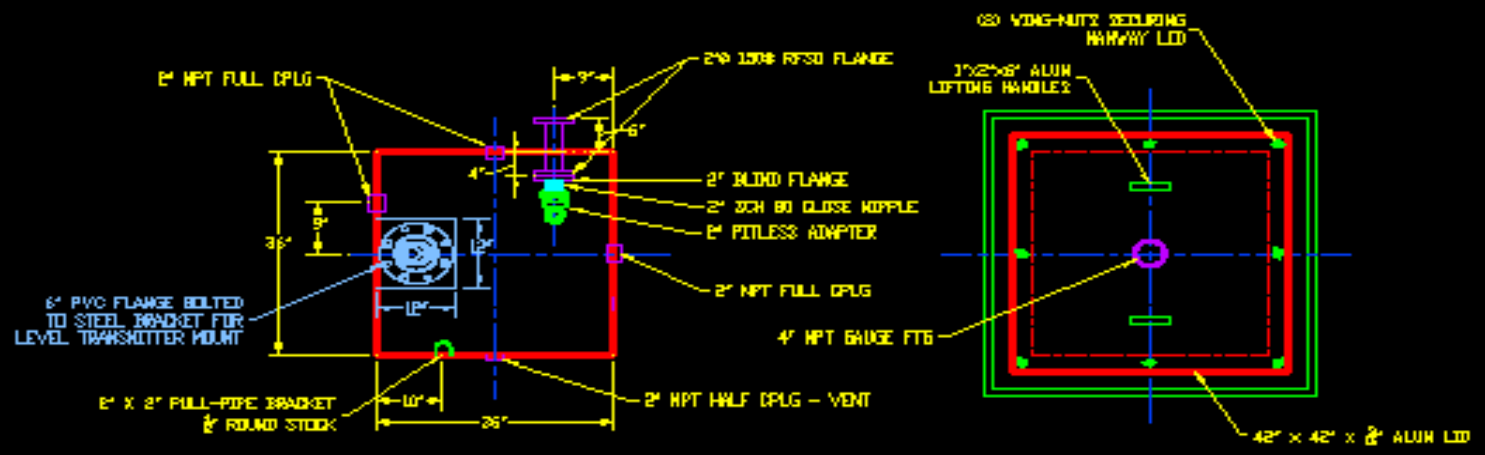 2" NPT FULL CPLG
9"
2"Ø 150# RFSO FLANGE
6"
4"
2" BLIND FLANGE
2" SCH 80 CLOSE NIPPLE
2" PITLESS ADAPTER
36"
9"
12"
12"
6" PVC FLANGE BOLTED
TO STEEL BRACKET FOR
LEVEL TRANSMITTER MOUNT
2" NPT FULL CPLG
2" X 2" PULL-PIPE BRACKET
ROUND STOCK
10"
36"
2" NPT HALF CPLG - VENT
(8) WING-NUTS SECURING
MANWAY LID
1"X2"X6" ALUM
LIFTING HANDLES
4" NPT GAUGE FTG
42" X 42" X ALUM LID